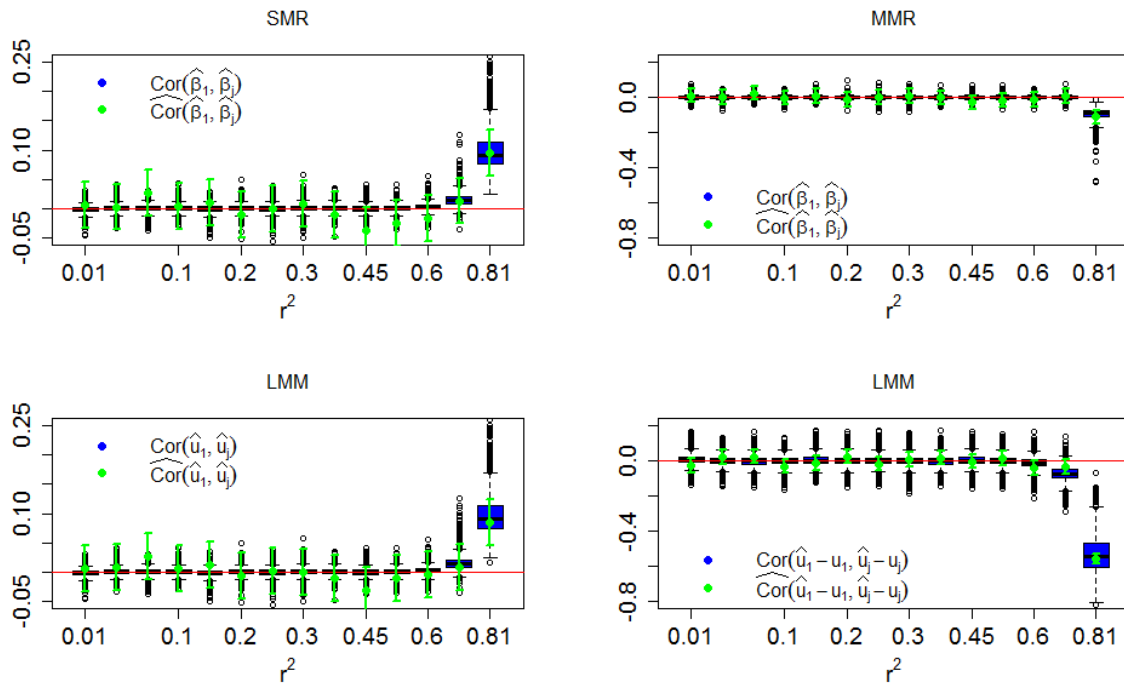 SMR
0.25
0.10
-0.05
Cor(β̂₁, β̂ⱼ)
Ĉor(β̂₁, β̂ⱼ)
0.01 0.1 0.2 0.3 0.45 0.6 0.81
r²
MMR
0.0
-0.4
-0.8
Cor(β̂₁, β̂ⱼ)
Ĉor(β̂₁, β̂ⱼ)
0.01 0.1 0.2 0.3 0.45 0.6 0.81
r²
LMM
0.25
0.10
-0.05
Cor(û₁, ûⱼ)
Ĉor(û₁, ûⱼ)
0.01 0.1 0.2 0.3 0.45 0.6 0.81
r²
LMM
0.0
-0.4
-0.8
Cor(û₁ − u₁, ûⱼ − uⱼ)
Ĉor(û₁ − u₁, ûⱼ − uⱼ)
0.01 0.1 0.2 0.3 0.45 0.6 0.81
r²